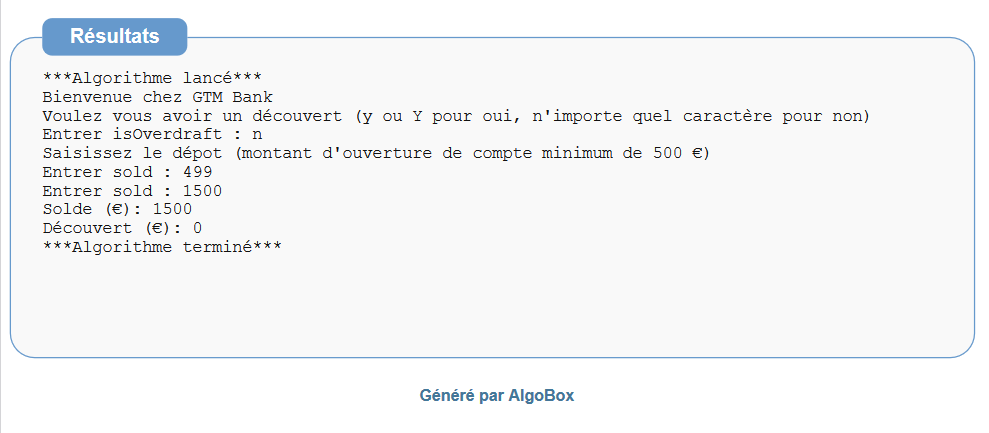 Résultats
***Algorithme lancé***
Bienvenue chez GTM Bank
Voulez vous avoir un découvert (y ou Y pour oui, n'importe quel caractère pour non)
Entrer isOverdraft : n
Saisissez le dépot (montant d'ouverture de compte minimum de 500 €)
Entrer sold : 499
Entrer sold : 1500
Solde (€): 1500
Découvert (€): 0
***Algorithme terminé***
Généré par AlgoBox